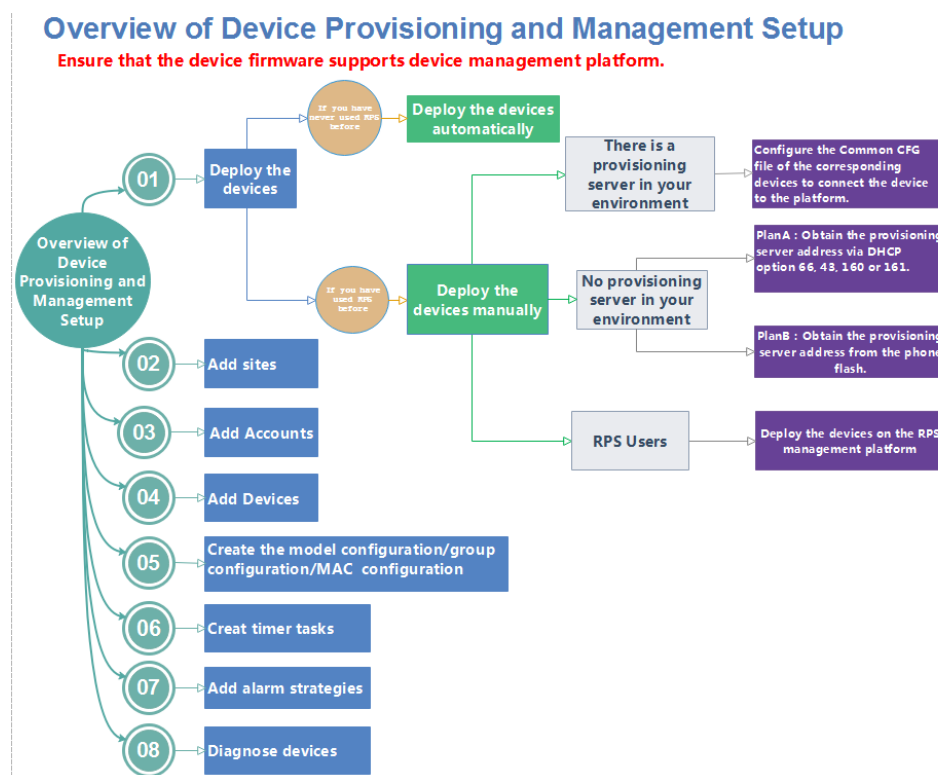 Overview of Device Provisioning and Management Setup
Ensure that the device firmware supports device management platform.
Overview of
Device
Provisioning and
Management
Setup
01
Deploy the
devices
If you have
never used RPS
before
Deploy the devices
automatically
If you have
used RPS
before
Deploy the
devices manually
There is a
provisioning
server in your
environment
Configure the Common CFG
file of the corresponding
devices to connect the device
to the platform.
No provisioning
server in your
environment
PlanA : Obtain the provisioning
server address via DHCP
option 66, 43, 160 or 161.
PlanB : Obtain the provisioning
server address from the phone
flash.
RPS Users
Deploy the devices on the RPS
management platform
02
Add sites
03
Add Accounts
04
Add Devices
05
Create the model configuration/group
configuration/MAC configuration
06
Creat timer tasks
07
Add alarm strategies
08
Diagnose devices